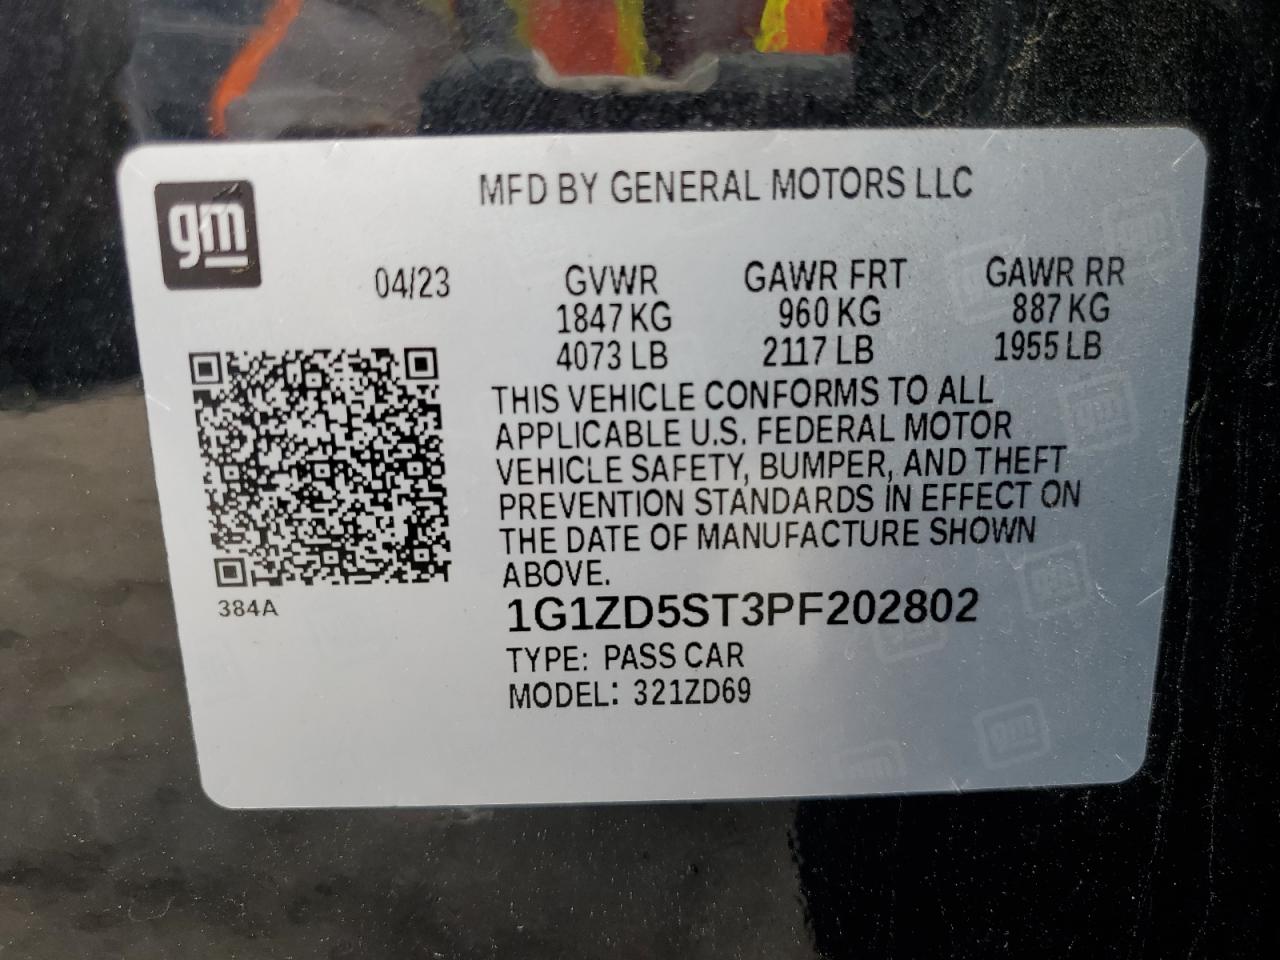 MFD BY GENERAL MOTORS LLC
gm
04/23 GVWR GAWR FRT GAWR RR
1847 KG 960 KG 887 KG
4073 LB 2117 LB 1955 LB
THIS VEHICLE CONFORMS TO ALL
APPLICABLE U.S. FEDERAL MOTOR
VEHICLE SAFETY, BUMPER, AND THEFT
PREVENTION STANDARDS IN EFFECT ON
THE DATE OF MANUFACTURE SHOWN
ABOVE.
384A
1G1ZD5ST3PF202802
TYPE: PASS CAR
MODEL: 321ZD69